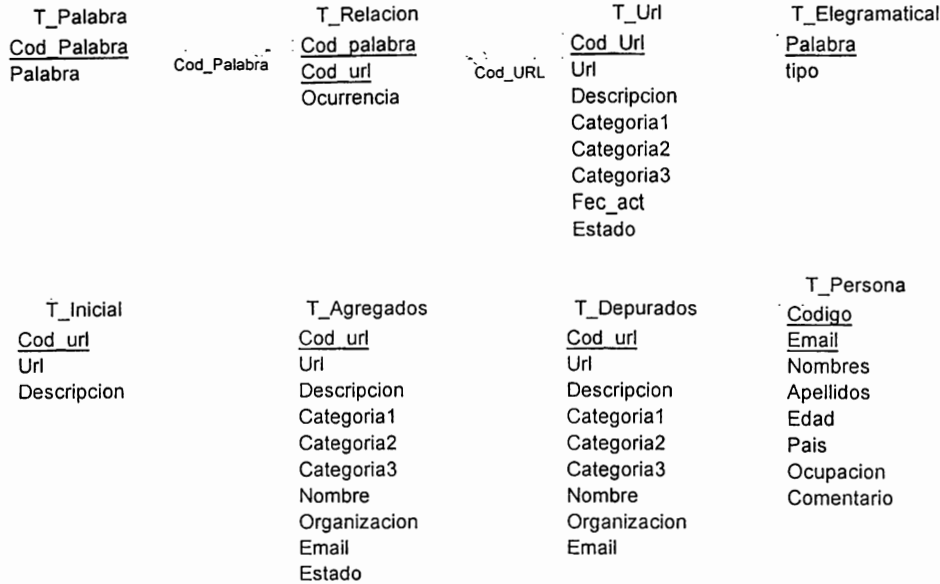 T_Palabra
Cod_Palabra
Palabra
Cod_Palabra
T_Relacion
Cod_palabra
Cod_url
Ocurrencia
Cod_URL
T_Url
Cod_Url
Url
Descripcion
Categoria1
Categoria2
Categoria3
Fec_act
Estado
T_Elegramatical
Palabra
tipo
T_Inicial
Cod_url
Url
Descripcion
T_Agregados
Cod_url
Url
Descripcion
Categoria1
Categoria2
Categoria3
Nombre
Organizacion
Email
Estado
T_Depurados
Cod_url
Url
Descripcion
Categoria1
Categoria2
Categoria3
Nombre
Organizacion
Email
T_Persona
Codigo
Email
Nombres
Apellidos
Edad
Pais
Ocupacion
Comentario